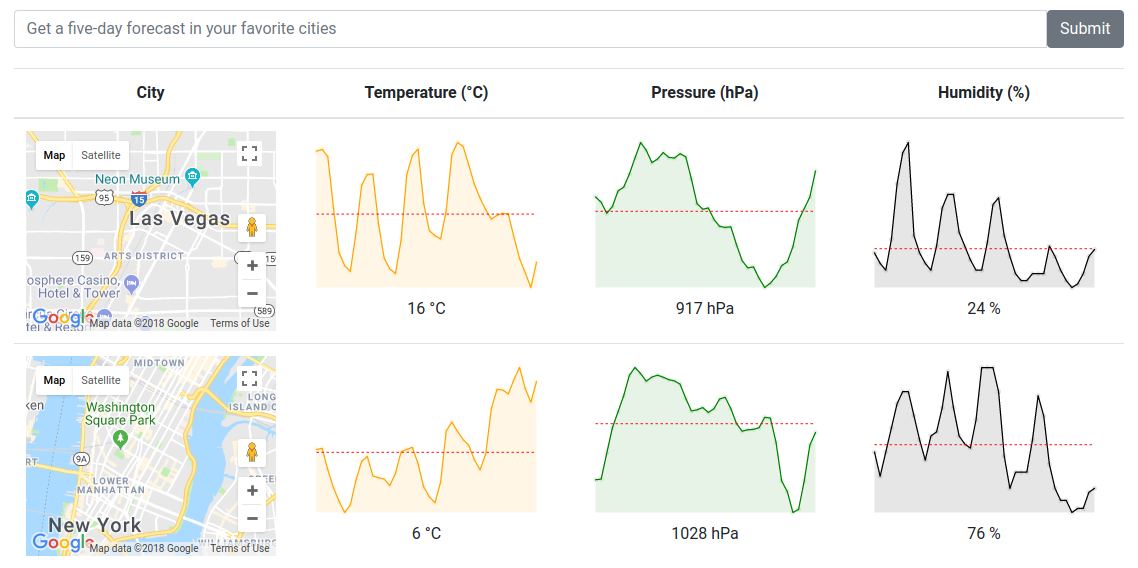 Get a five-day forecast in your favorite cities
Submit
City Temperature (°C) Pressure (hPa) Humidity (%)
Map Satellite
Neon Museum
95
15
Las Vegas
159
ARTS DISTRICT
osphere Casino,
Hotel & Tower
589
Google
Map data ©2018 Google Terms of Use
16 °C 917 hPa 24 %
MIDTOWN
Map Satellite
LONG
ISLAND C
ken
Washington
Square Park
9A
RT
LOWER
MANHATTAN
New York
Google
Map data ©2018 Google Terms of Use
6 °C 1028 hPa 76 %